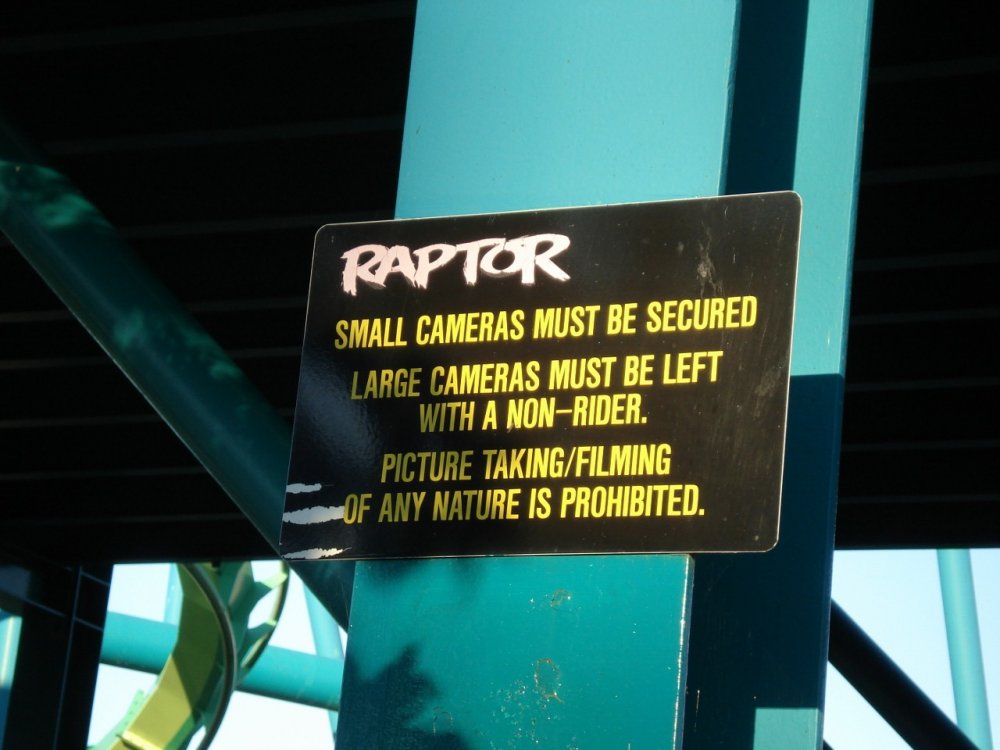 RAPTOR
SMALL CAMERAS MUST BE SECURED
LARGE CAMERAS MUST BE LEFT
WITH A NON-RIDER.
PICTURE TAKING/FILMING
OF ANY NATURE IS PROHIBITED.